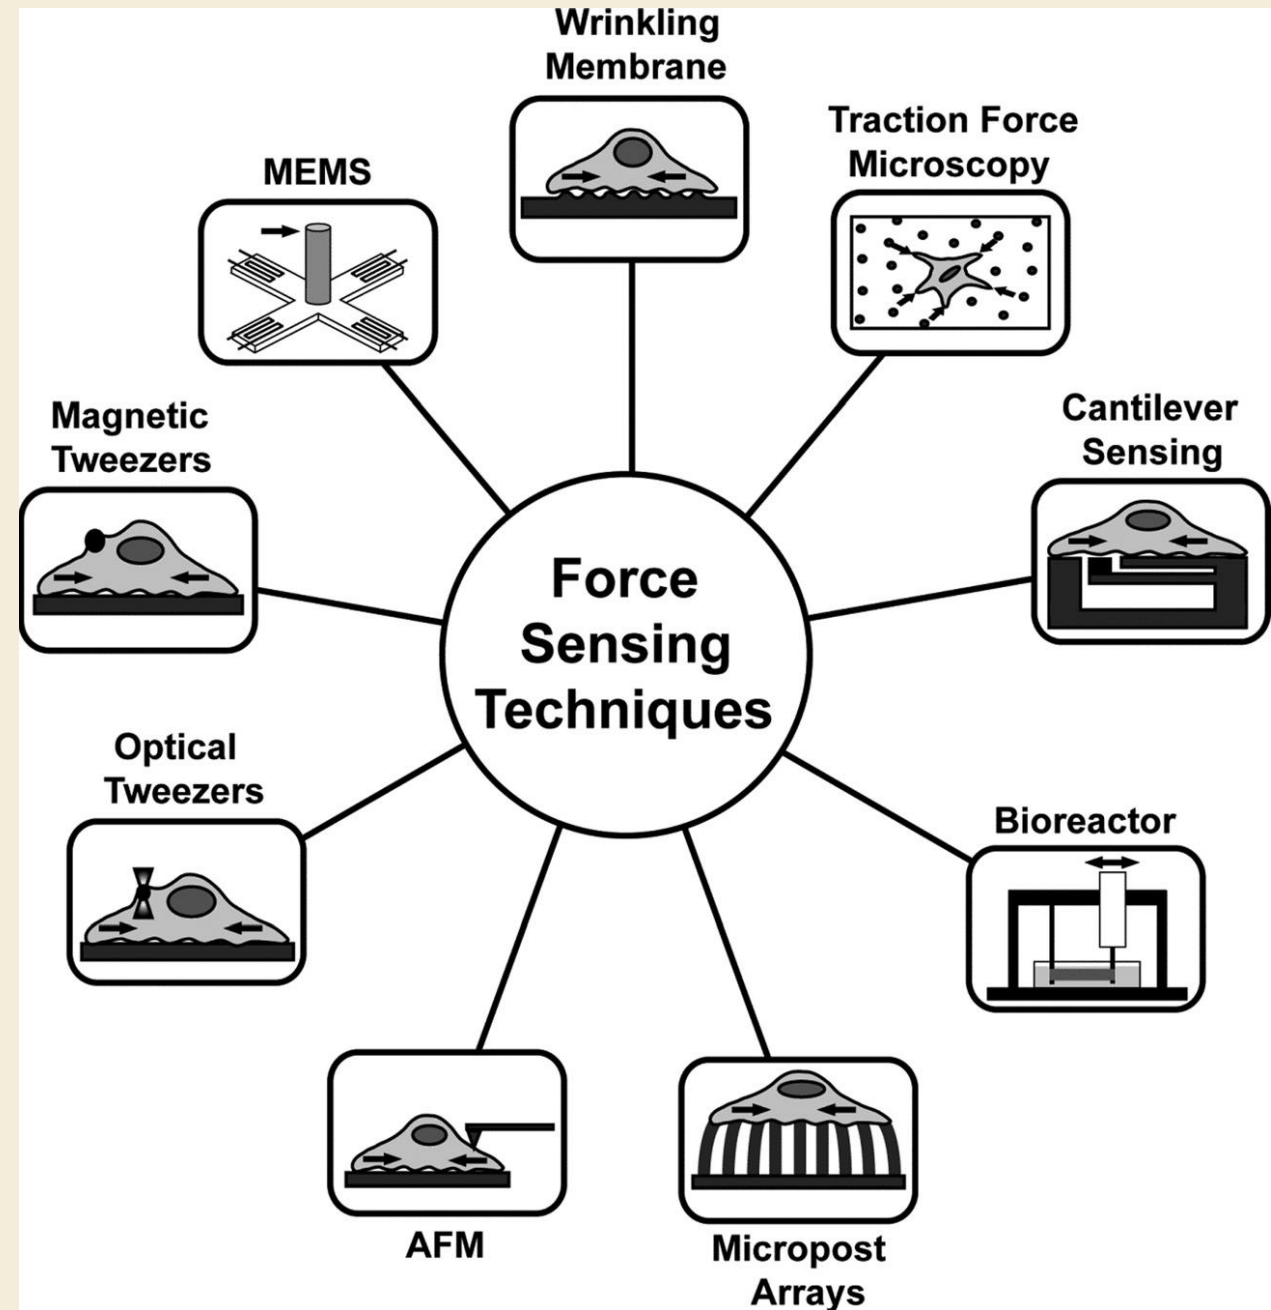 Wrinkling
Membrane
Traction Force
Microscopy
MEMS
Cantilever
Sensing
Magnetic
Tweezers
Force
Sensing
Techniques
Optical
Tweezers
Bioreactor
AFM
Micropost
Arrays